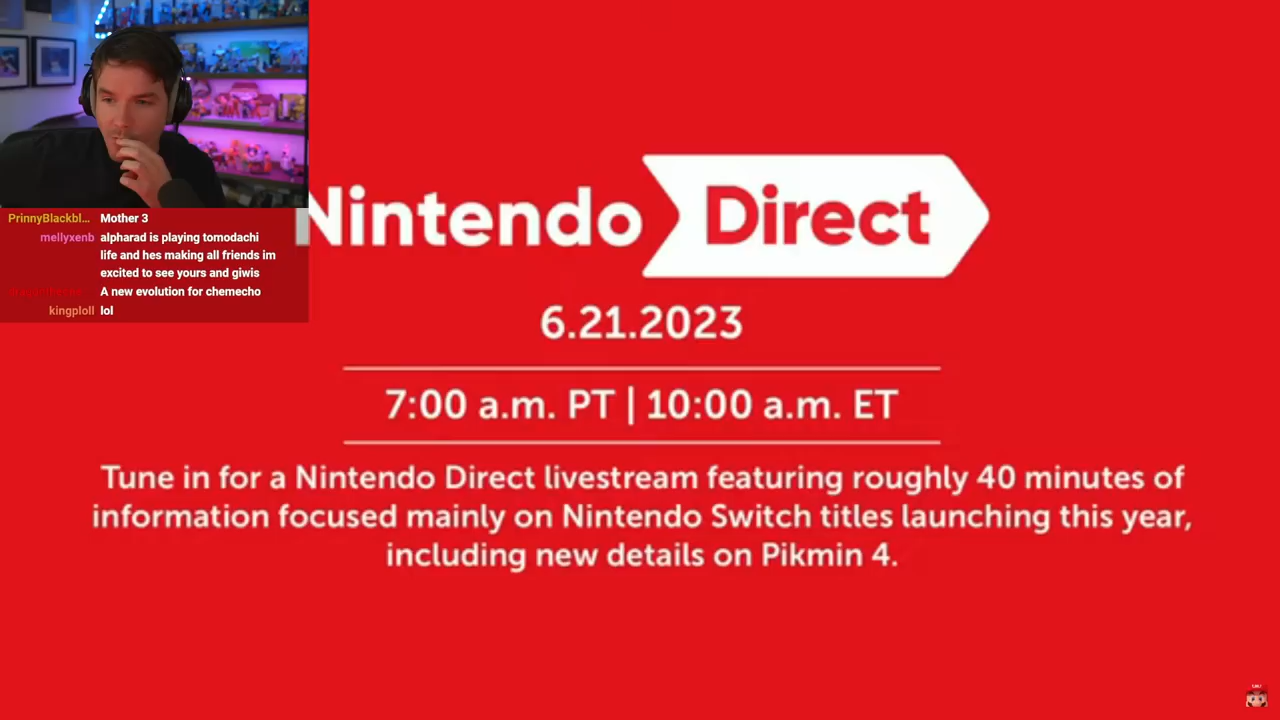 PrinnyBlackbl... Mother 3
mellyxenb alpharad is playing tomodachi
life and hes making all friends im
excited to see yours and giwis
A new evolution for chemecho
kingploll lol
Nintendo Direct
6.21.2023
7:00 a.m. PT | 10:00 a.m. ET
Tune in for a Nintendo Direct livestream featuring roughly 40 minutes of
information focused mainly on Nintendo Switch titles launching this year,
including new details on Pikmin 4.